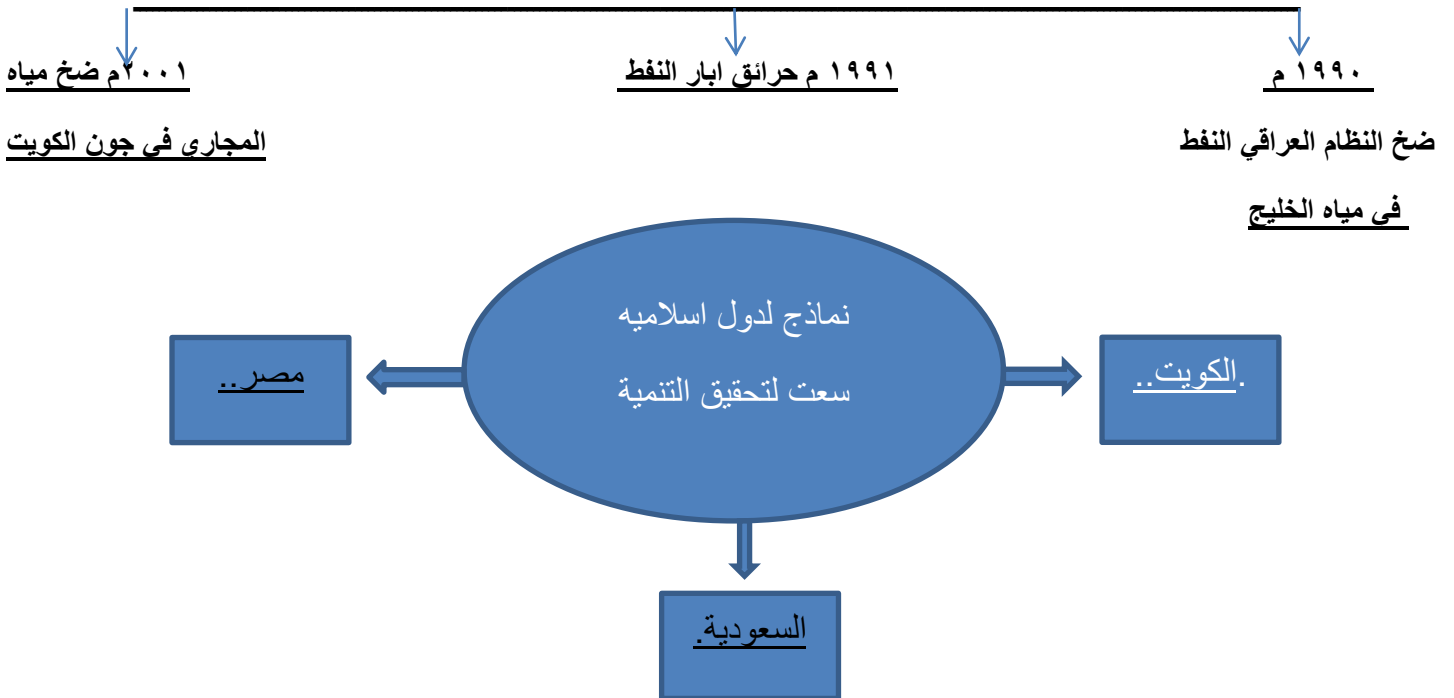 ١٩٩٠ م
ضخ النظام العراقي النفط
في مياه الخليج
١٩٩١ م حرائق ابار النفط
٢٠٠١م ضخ مياه
المجاري في جون الكويت
نماذج لدول اسلاميه
سعت لتحقيق التنمية
.الكويت..
مصر..
السعودية.